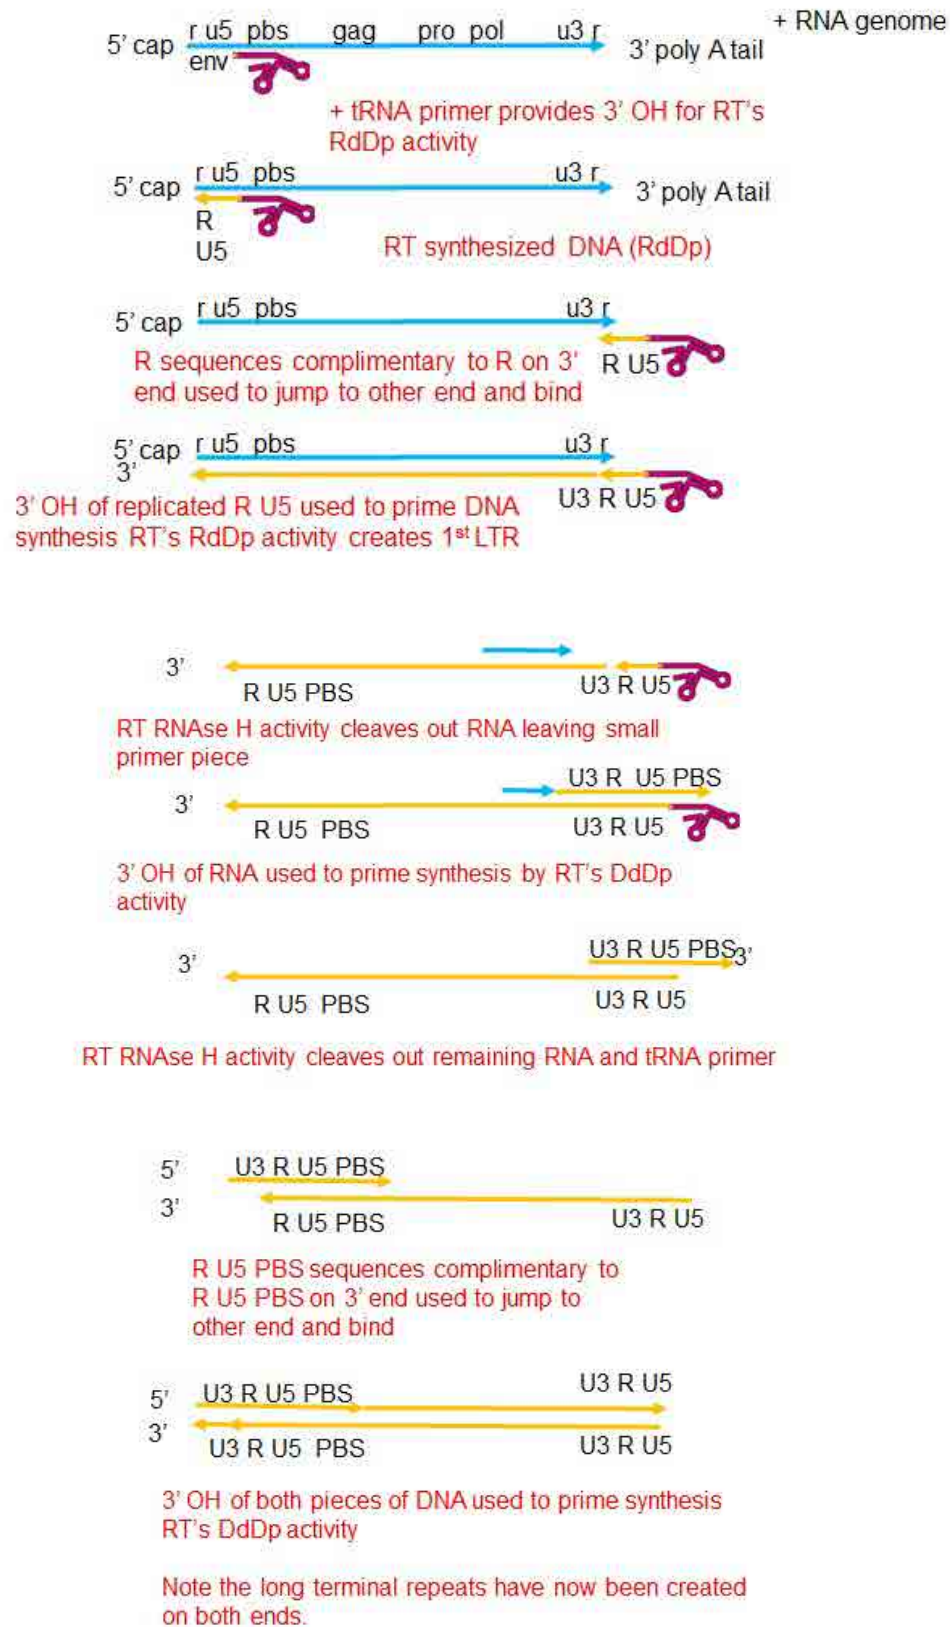 + RNA genome
5' cap r u5 pbs gag pro pol u3 r 3' poly A tail
env
+ tRNA primer provides 3' OH for RT's
RdDp activity
5' cap r u5 pbs u3 r 3' poly A tail
R
U5
RT synthesized DNA (RdDp)
5' cap r u5 pbs u3 r
R U5
R sequences complimentary to R on 3'
end used to jump to other end and bind
5' cap r u5 pbs u3 r
3'
U3 R U5
3' OH of replicated R U5 used to prime DNA
synthesis RT's RdDp activity creates 1st LTR
3'
R U5 PBS U3 R U5
RT RNAse H activity cleaves out RNA leaving small
primer piece
U3 R U5 PBS
3'
R U5 PBS U3 R U5
3' OH of RNA used to prime synthesis by RT's DdDp
activity
U3 R U5 PBS 3'
3'
R U5 PBS U3 R U5
RT RNAse H activity cleaves out remaining RNA and tRNA primer
5' U3 R U5 PBS
3'
R U5 PBS U3 R U5
R U5 PBS sequences complimentary to
R U5 PBS on 3' end used to jump to
other end and bind
5' U3 R U5 PBS U3 R U5
3'
U3 R U5 PBS U3 R U5
3' OH of both pieces of DNA used to prime synthesis
RT's DdDp activity
Note the long terminal repeats have now been created
on both ends.